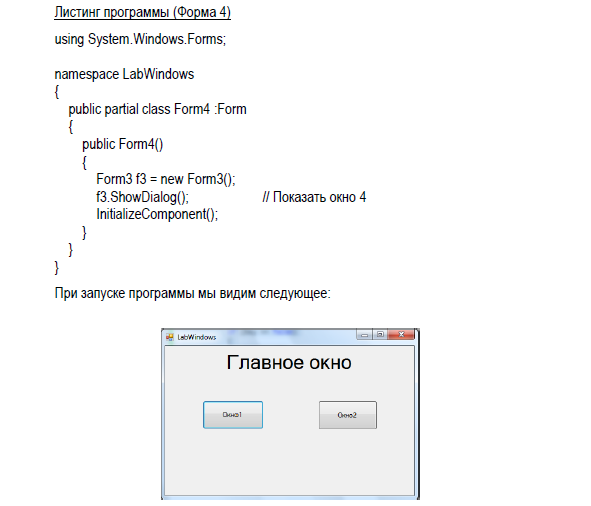 Листинг программы (Форма 4)
using System.Windows.Forms;
namespace LabWindows
{
public partial class Form4 :Form
{
public Form4()
{
Form3 f3 = new Form3();
f3.ShowDialog(); // Показать окно 4
InitializeComponent();
}
}
}
При запуске программы мы видим следующее:
LabWindows
Главное окно
Окно1 Окно2